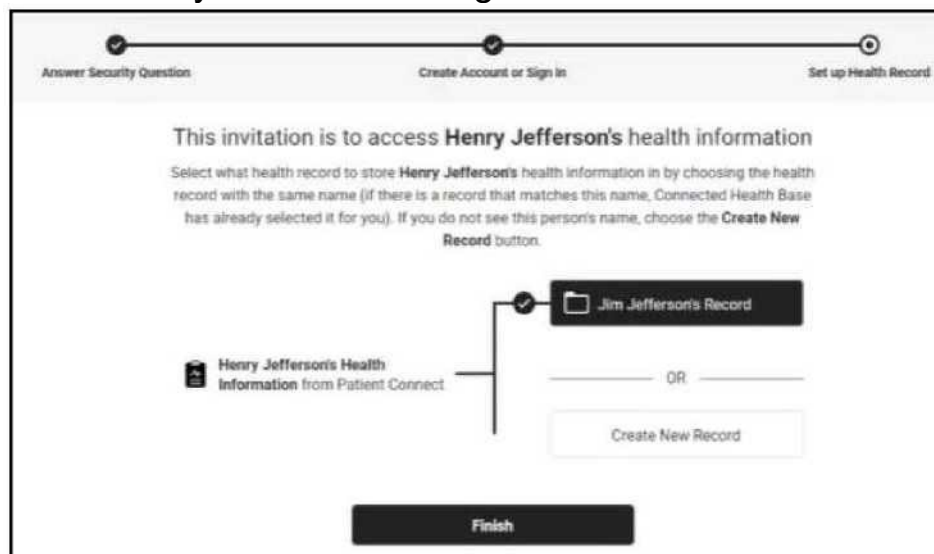 Answer Security Question
Create Account or Sign In
Set up Health Record
This invitation is to access Henry Jefferson's health information
Select what health record to store Henry Jefferson's health information in by choosing the health
record with the same name (if there is a record that matches this name, Connected Health Base
has already selected it for you). If you do not see this person's name, choose the Create New
Record button.
Jim Jefferson's Record
Henry Jefferson's Health
Information from Patient Connect
OR
Create New Record
Finish